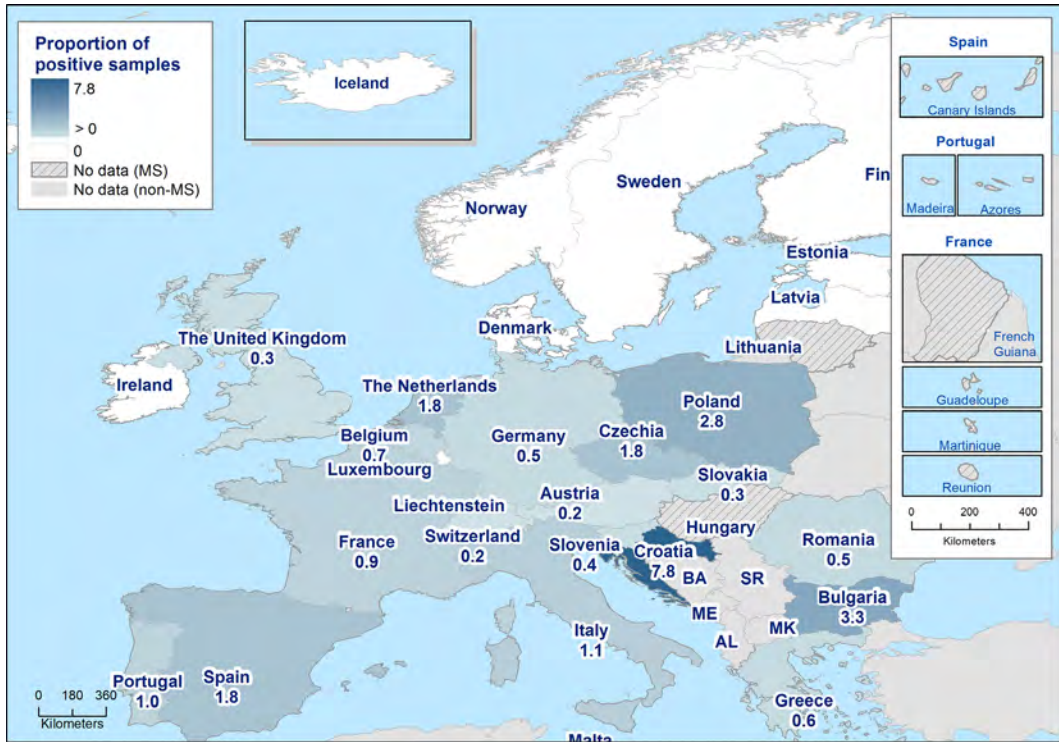 Proportion of
positive samples
7.8
> 0
0
No data (MS)
No data (non-MS)
Iceland
Spain
Canary Islands
Portugal
Madeira
Azores
France
French
Guiana
Guadeloupe
Martinique
Reunion
0 200 400
Kilometers
Norway
Sweden
Fin
Estonia
Latvia
Lithuania
Denmark
The United Kingdom
0.3
Ireland
The Netherlands
1.8
Poland
2.8
Belgium
0.7
Germany
0.5
Czechia
1.8
Luxembourg
Slovakia
0.3
Liechtenstein
Austria
0.2
Hungary
France
0.9
Switzerland
0.2
Slovenia
0.4
Croatia
7.8
Romania
0.5
BA
SR
Bulgaria
3.3
ME
MK
AL
Italy
1.1
Portugal
1.0
Spain
1.8
Greece
0.6
0 180 360
Kilometers
Malta